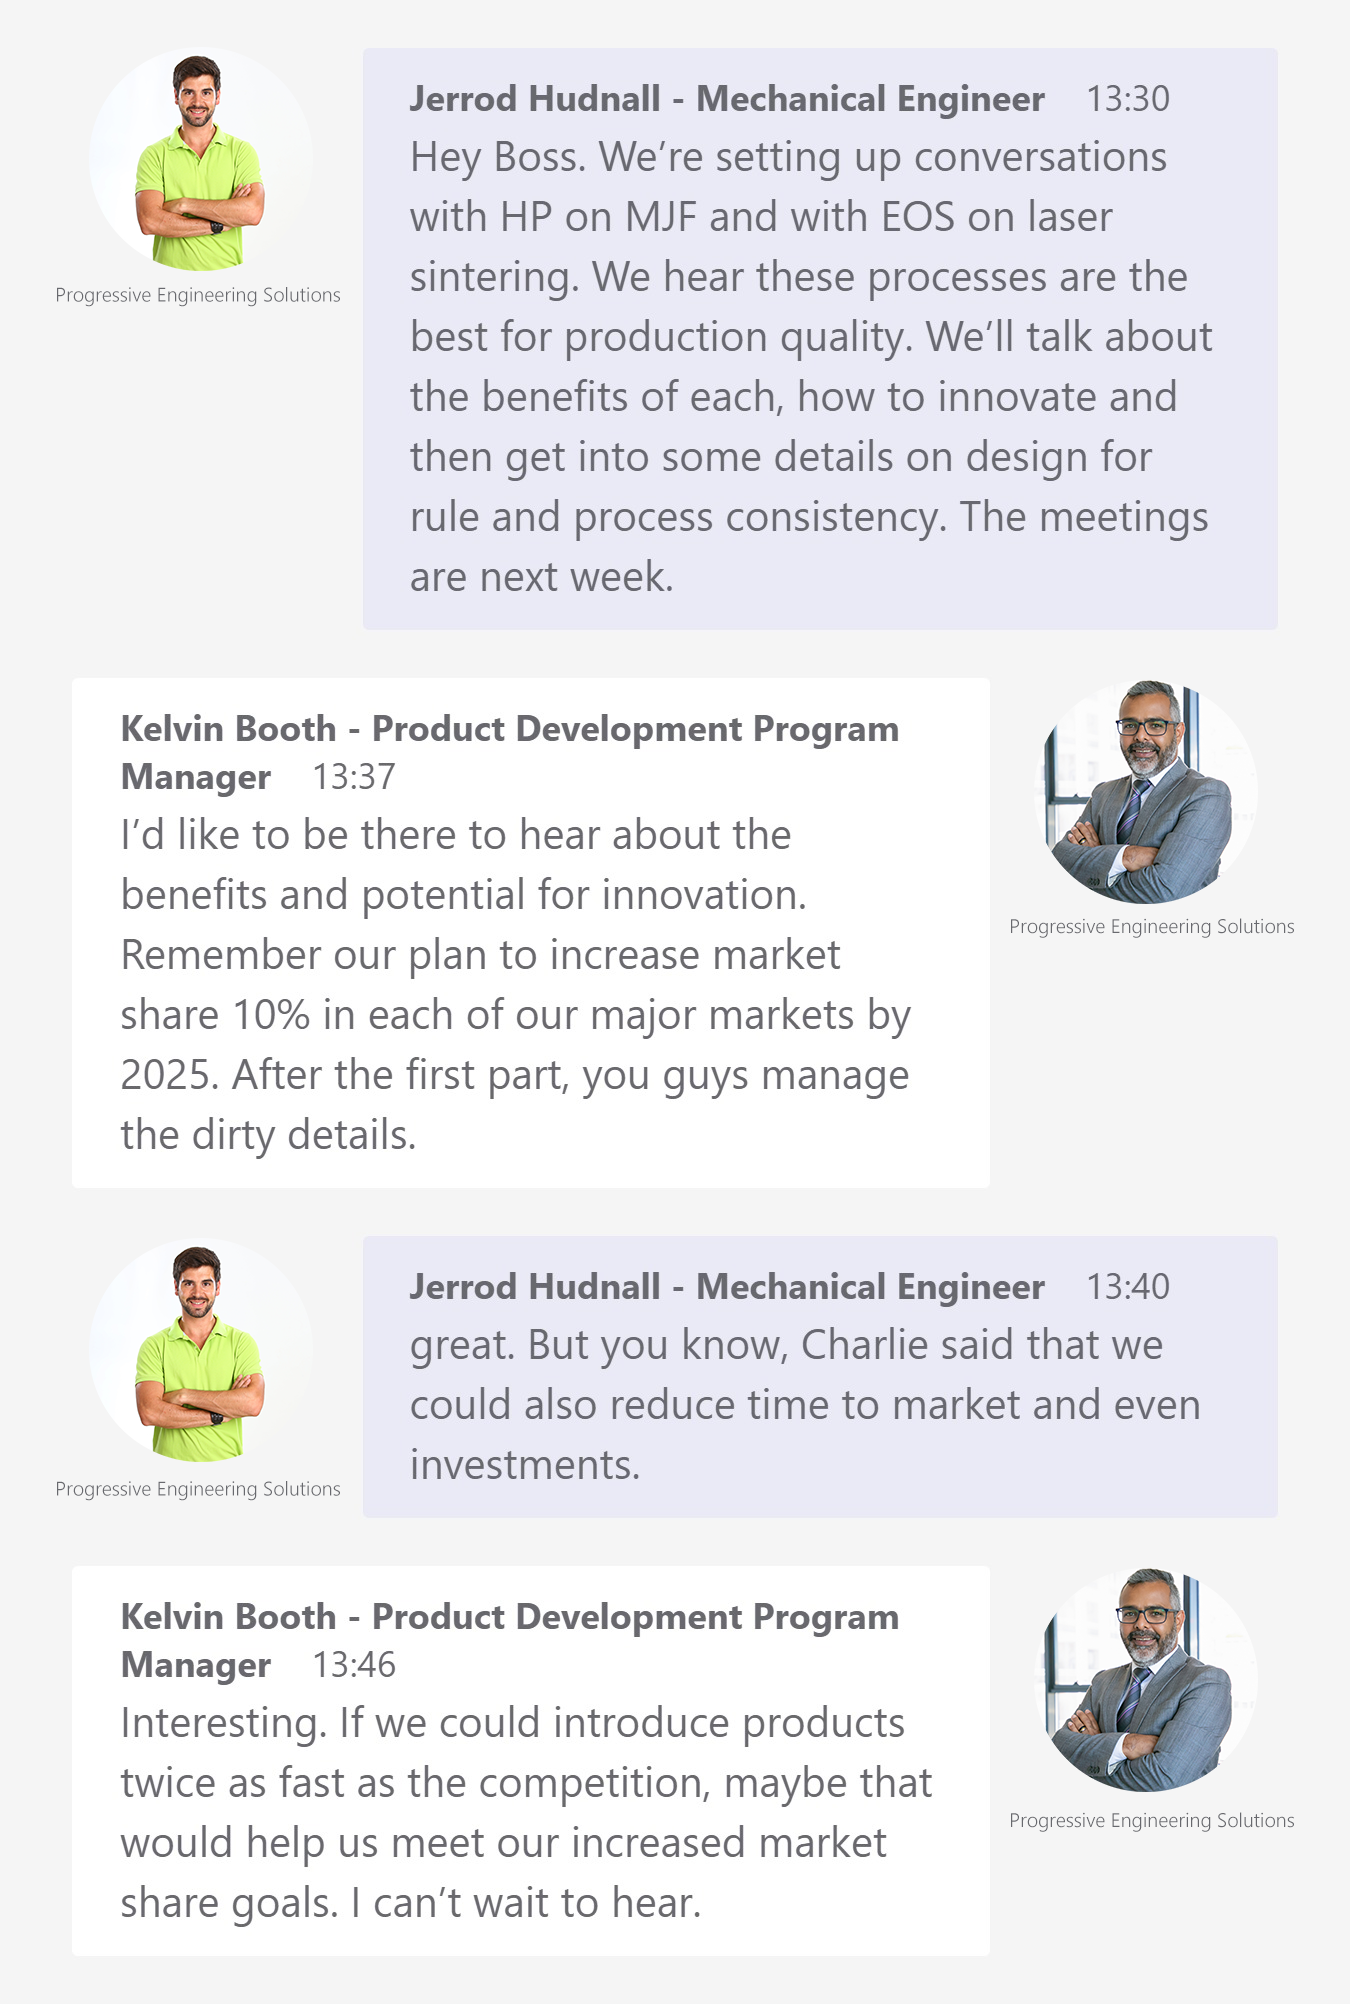 Jerrod Hudnall - Mechanical Engineer 13:30
Hey Boss. We’re setting up conversations
with HP on MJF and with EOS on laser
sintering. We hear these processes are the
best for production quality. We’ll talk about
the benefits of each, how to innovate and
then get into some details on design for
rule and process consistency. The meetings
are next week.
Progressive Engineering Solutions
Kelvin Booth - Product Development Program
Manager 13:37
I’d like to be there to hear about the
benefits and potential for innovation.
Remember our plan to increase market
share 10% in each of our major markets by
2025. After the first part, you guys manage
the dirty details.
Progressive Engineering Solutions
Jerrod Hudnall - Mechanical Engineer 13:40
great. But you know, Charlie said that we
could also reduce time to market and even
investments.
Progressive Engineering Solutions
Kelvin Booth - Product Development Program
Manager 13:46
Interesting. If we could introduce products
twice as fast as the competition, maybe that
would help us meet our increased market
share goals. I can’t wait to hear.
Progressive Engineering Solutions